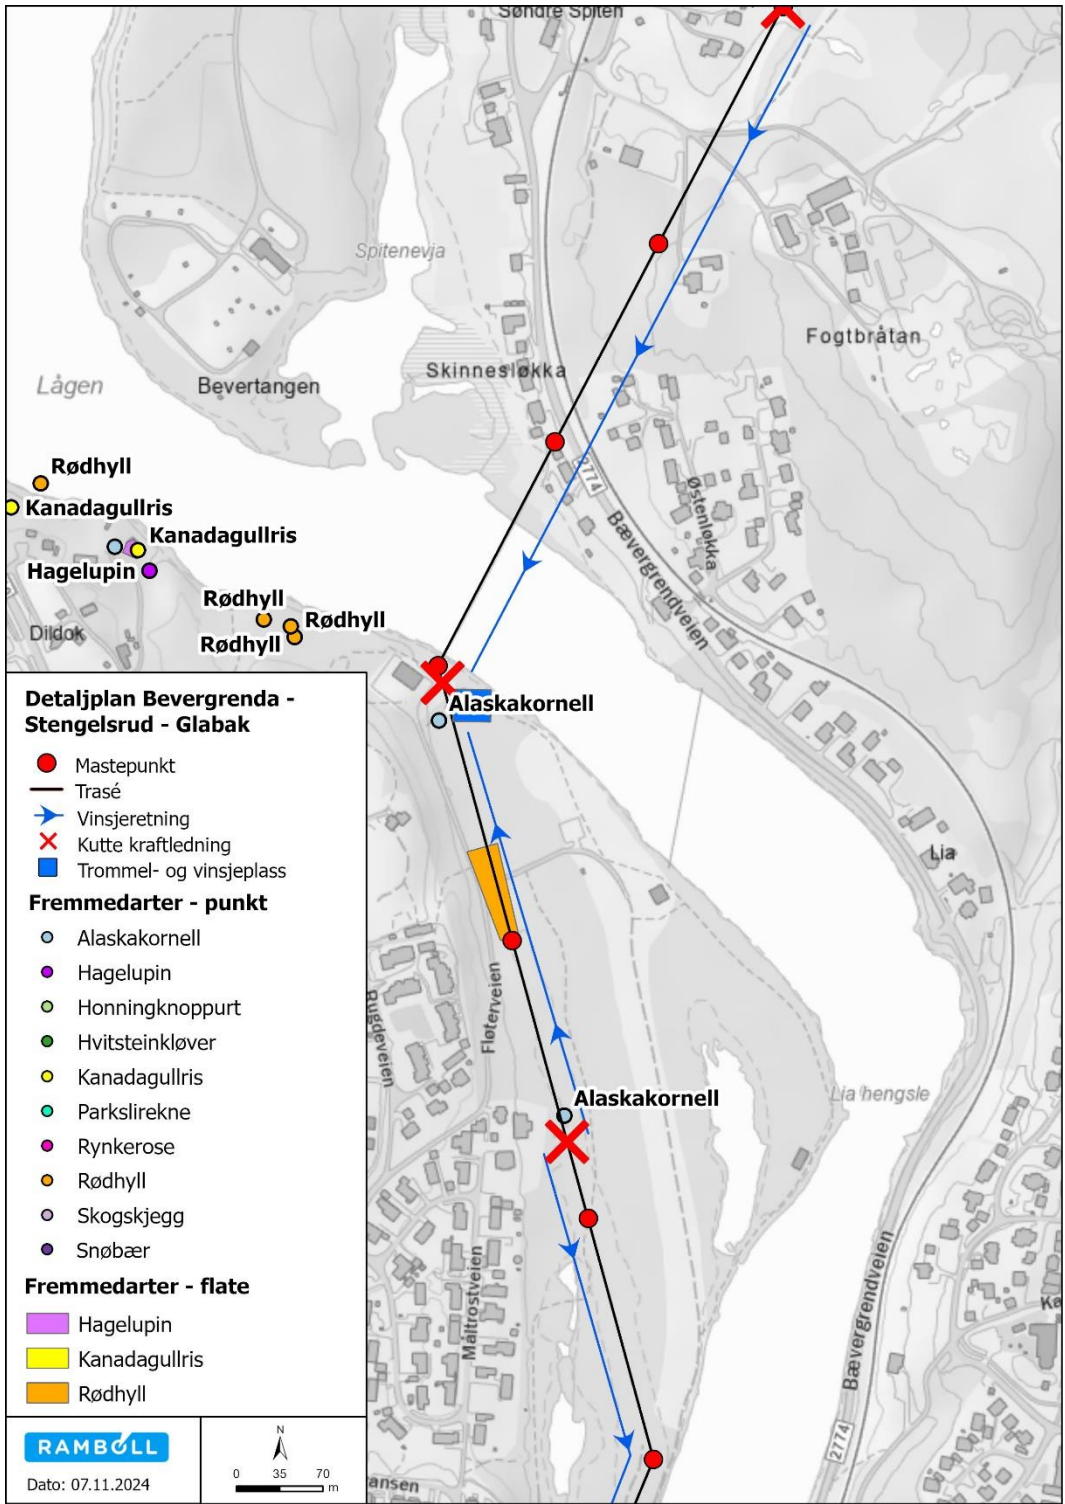 Søndre Spiten
Spitenevja
Fogtbråtan
Skinnesløkka
Lågen
Bevertangen
2774
Østenløkka
Rødhyll
Kanadagullris
Kanadagullris
Hagelupin
Bævergrendveien
Rødhyll
Rødhyll
Rødhyll
Dildok
Alaskakornell
Detaljplan Bevergrenda -
Stengelsrud - Glabak
Mastepunkt
Trasé
Vinsjeretning
Kutte kraftledning
Trommel- og vinsjeplass
Fremmedarter - punkt
Alaskakornell
Hagelupin
Honningknoppurt
Hvitsteinkløver
Kanadagullris
Parkslirekne
Rynkerose
Rødhyll
Skogskjegg
Snøbær
Fremmedarter - flate
Hagelupin
Kanadagullris
Rødhyll
RAMBOLL
Dato: 07.11.2024
N
0 35 70
m
Lia
Fløterveien
Rugdeveien
Alaskakornell
Lia hengsle
Måltrostveien
Bævergrendveien
Ka
2774
ransen